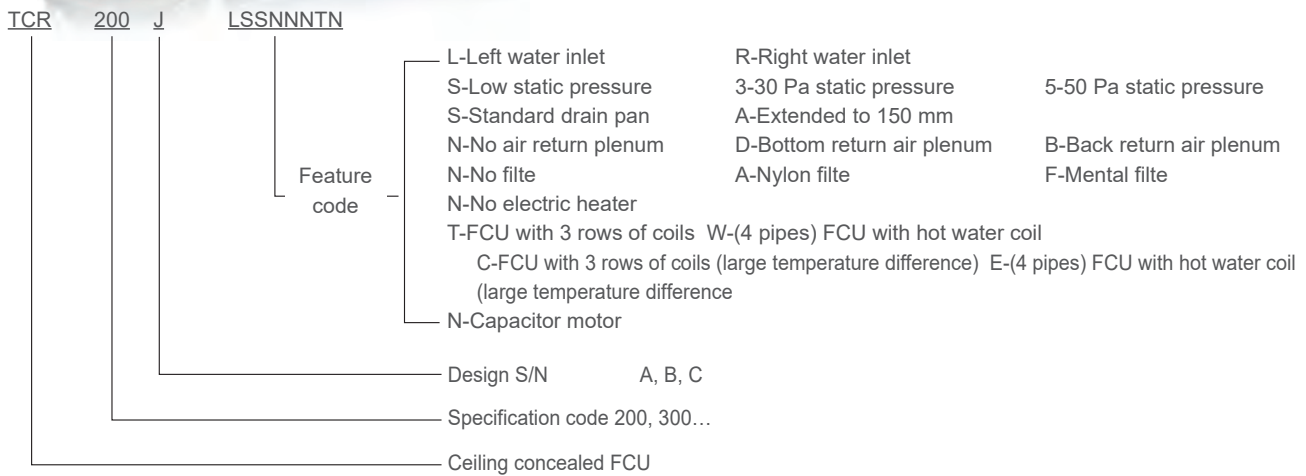 TCR 200 J LSSNNNTN
L-Left water inlet R-Right water inlet
S-Low static pressure 3-30 Pa static pressure 5-50 Pa static pressure
S-Standard drain pan A-Extended to 150 mm
N-No air return plenum D-Bottom return air plenum B-Back return air plenum
Feature
code
N-No filte A-Nylon filte F-Mental filte
N-No electric heater
T-FCU with 3 rows of coils W-(4 pipes) FCU with hot water coil
C-FCU with 3 rows of coils (large temperature difference) E-(4 pipes) FCU with hot water coil
(large temperature difference
N-Capacitor motor
Design S/N A, B, C
Specification code 200, 300…
Ceiling concealed FCU